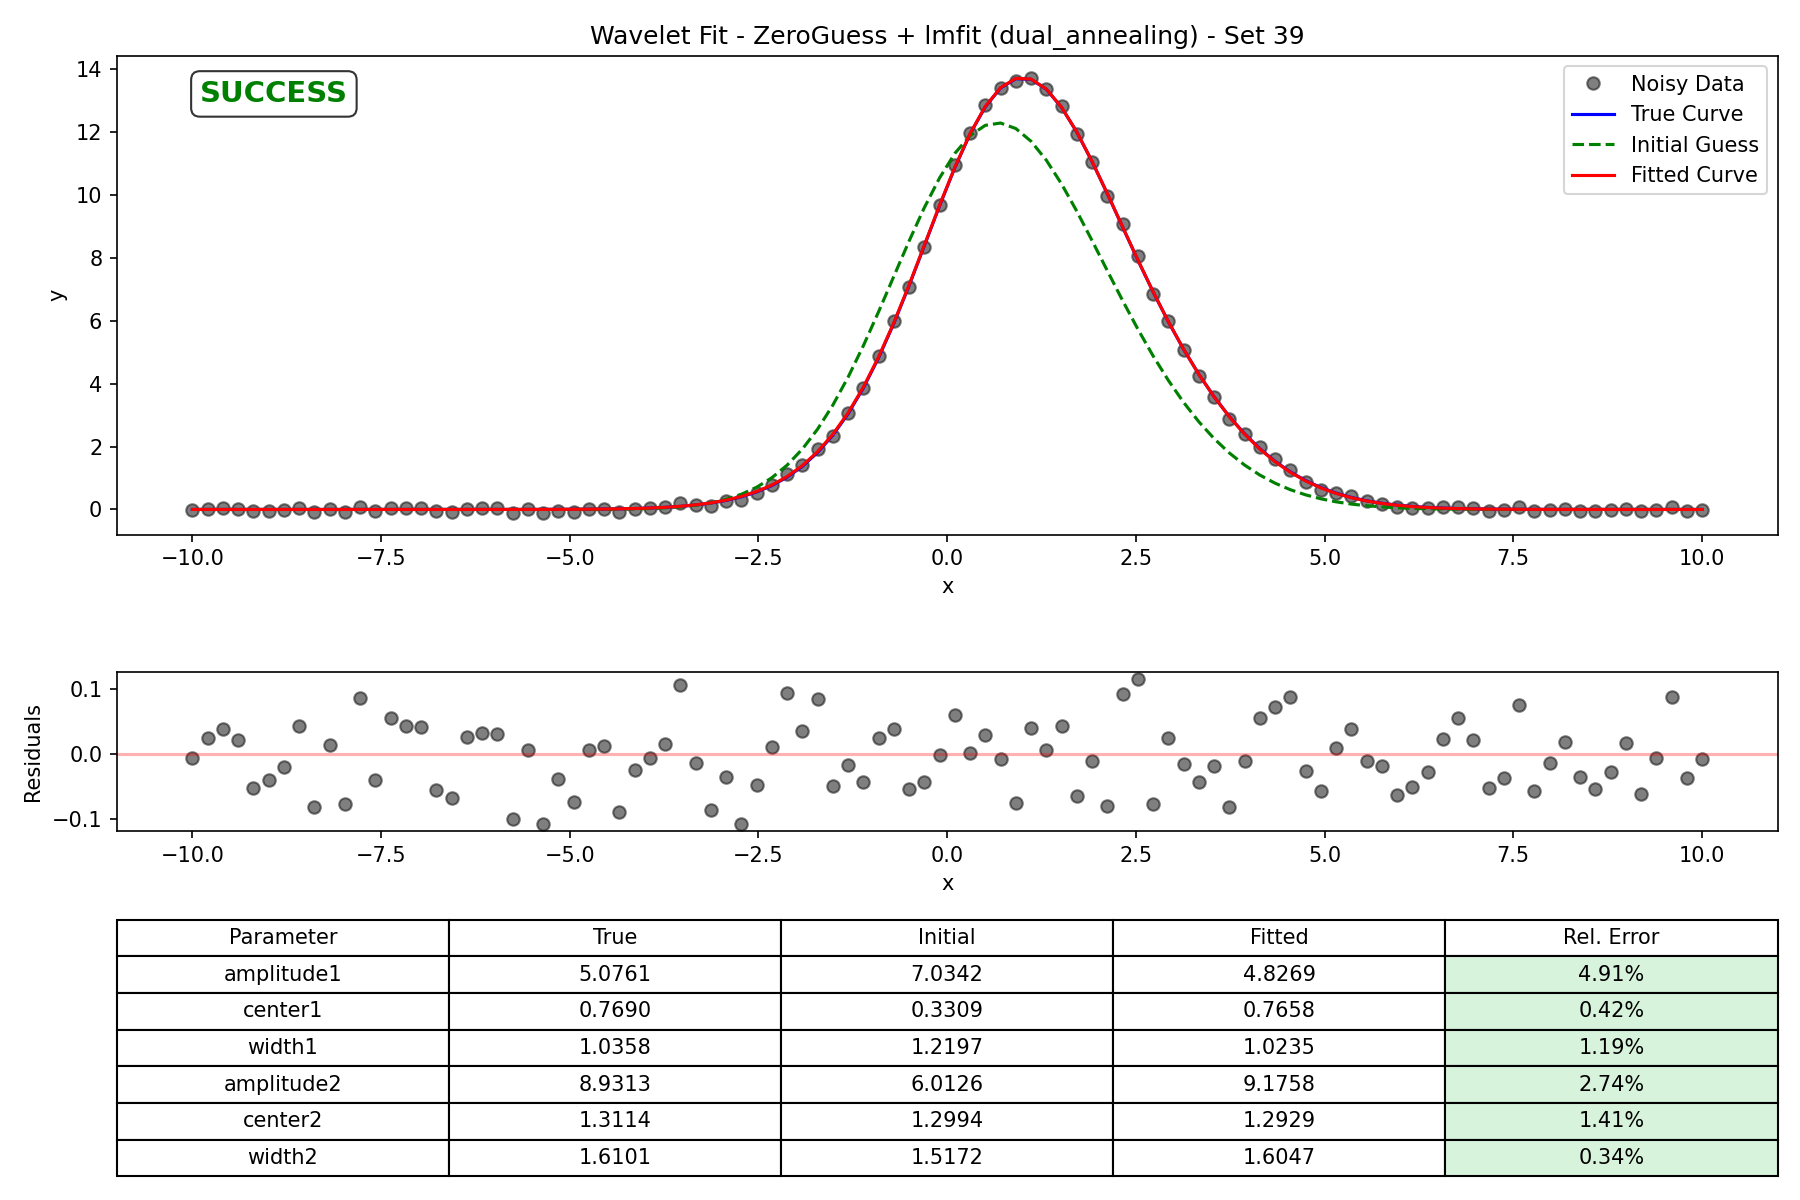 Wavelet Fit - ZeroGuess + lmfit (dual_annealing) - Set 39
SUCCESS
Noisy Data
True Curve
Initial Guess
Fitted Curve
14
12
10
8
6
4
2
0
y
−10.0 −7.5 −5.0 −2.5 0.0 2.5 5.0 7.5 10.0
x
0.1
0.0
−0.1
Residuals
−10.0 −7.5 −5.0 −2.5 0.0 2.5 5.0 7.5 10.0
x
Parameter True Initial Fitted Rel. Error
amplitude1 5.0761 7.0342 4.8269 4.91%
center1 0.7690 0.3309 0.7658 0.42%
width1 1.0358 1.2197 1.0235 1.19%
amplitude2 8.9313 6.0126 9.1758 2.74%
center2 1.3114 1.2994 1.2929 1.41%
width2 1.6101 1.5172 1.6047 0.34%